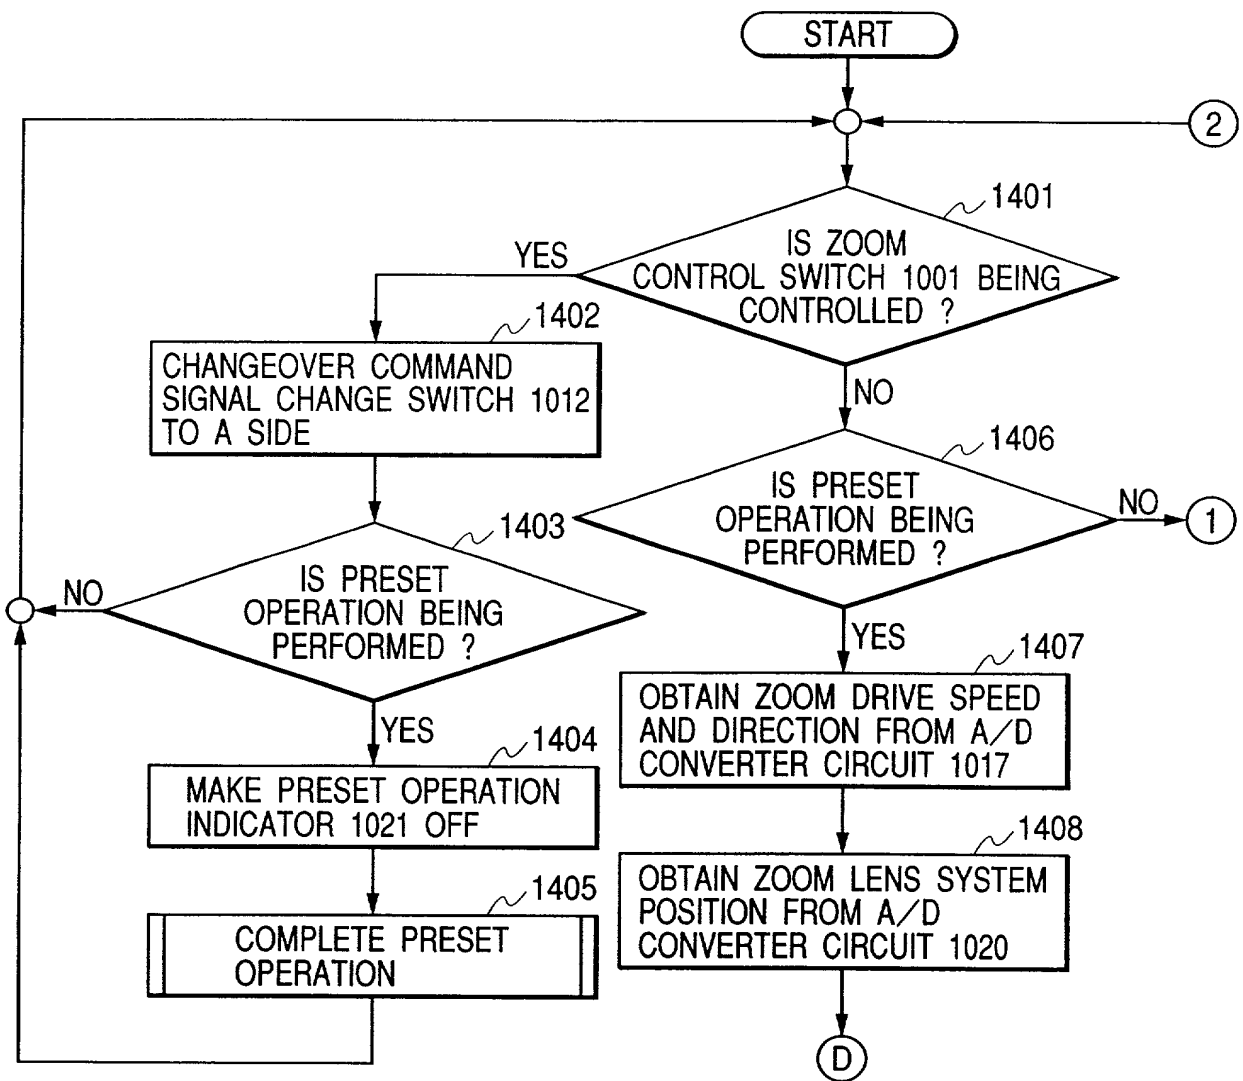 START
2
1401
IS ZOOM
CONTROL SWITCH 1001 BEING
CONTROLLED ?
YES
NO
1402
CHANGEOVER COMMAND
SIGNAL CHANGE SWITCH 1012
TO A SIDE
1403
IS PRESET
OPERATION BEING
PERFORMED ?
NO
YES
1404
MAKE PRESET OPERATION
INDICATOR 1021 OFF
1405
COMPLETE PRESET
OPERATION
1406
IS PRESET
OPERATION BEING
PERFORMED ?
NO
1
YES
1407
OBTAIN ZOOM DRIVE SPEED
AND DIRECTION FROM A/D
CONVERTER CIRCUIT 1017
1408
OBTAIN ZOOM LENS SYSTEM
POSITION FROM A/D
CONVERTER CIRCUIT 1020
D